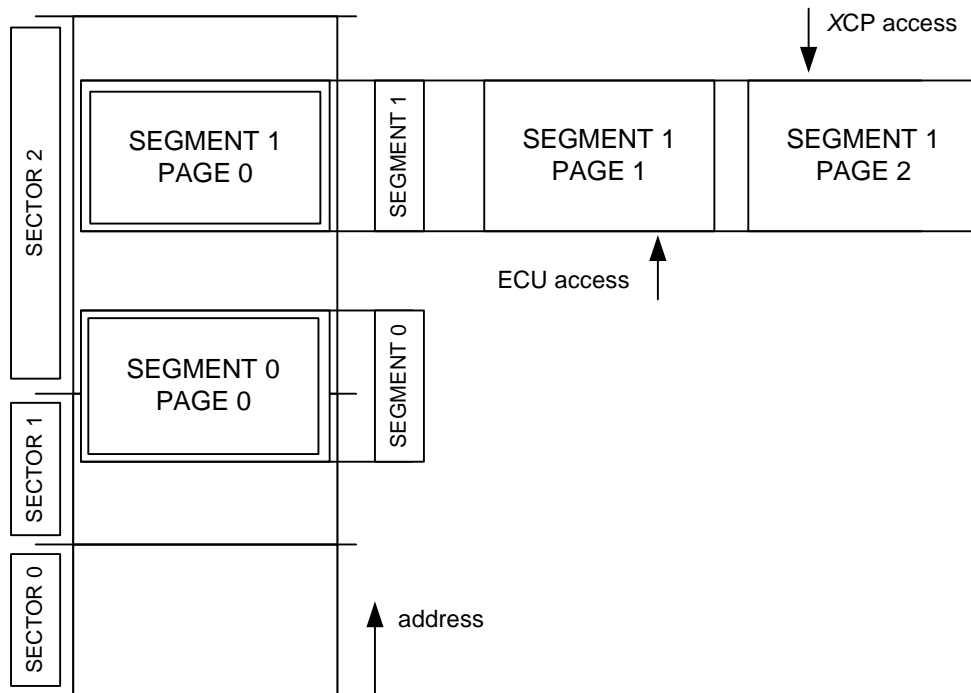 XCP access
SECTOR 2
SEGMENT 1
PAGE 0
SEGMENT 1
SEGMENT 1
PAGE 1
SEGMENT 1
PAGE 2
ECU access
SEGMENT 0
PAGE 0
SEGMENT 0
SECTOR 1
SECTOR 0
address